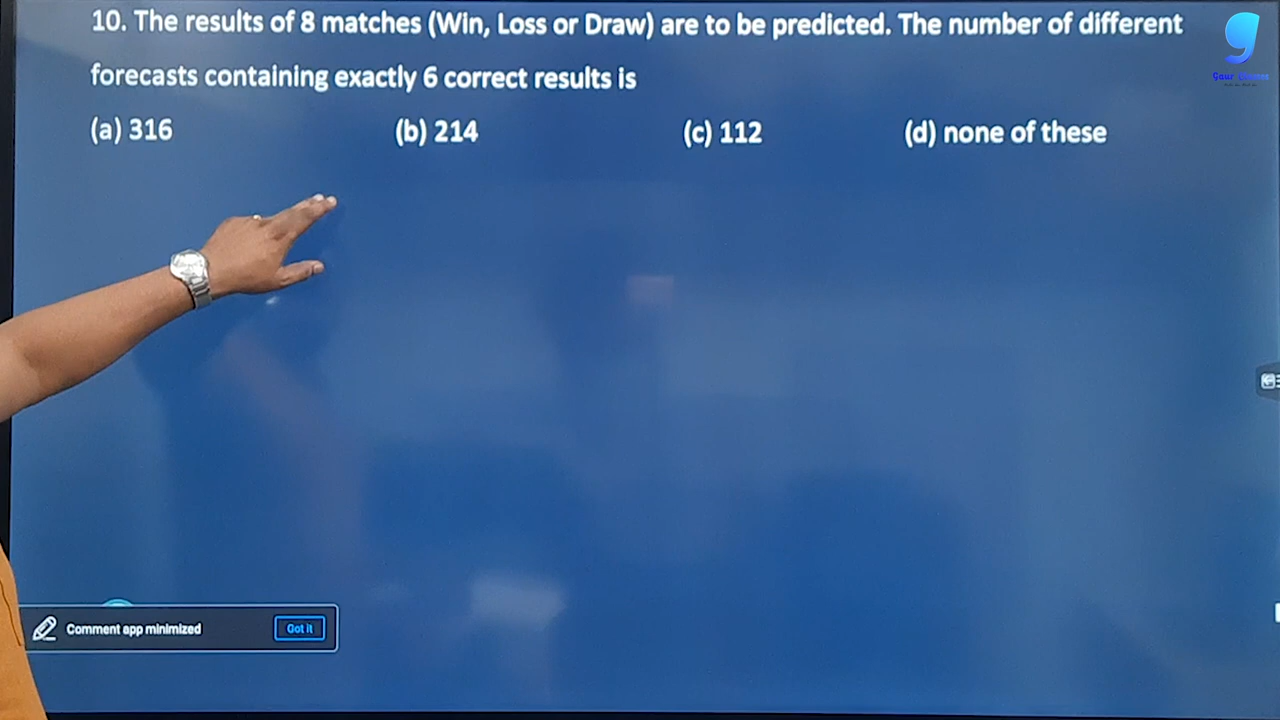 10. The results of 8 matches (Win, Loss or Draw) are to be predicted. The number of different
forecasts containing exactly 6 correct results is
(a) 316 (b) 214 (c) 112 (d) none of these
Comment app minimized Got it